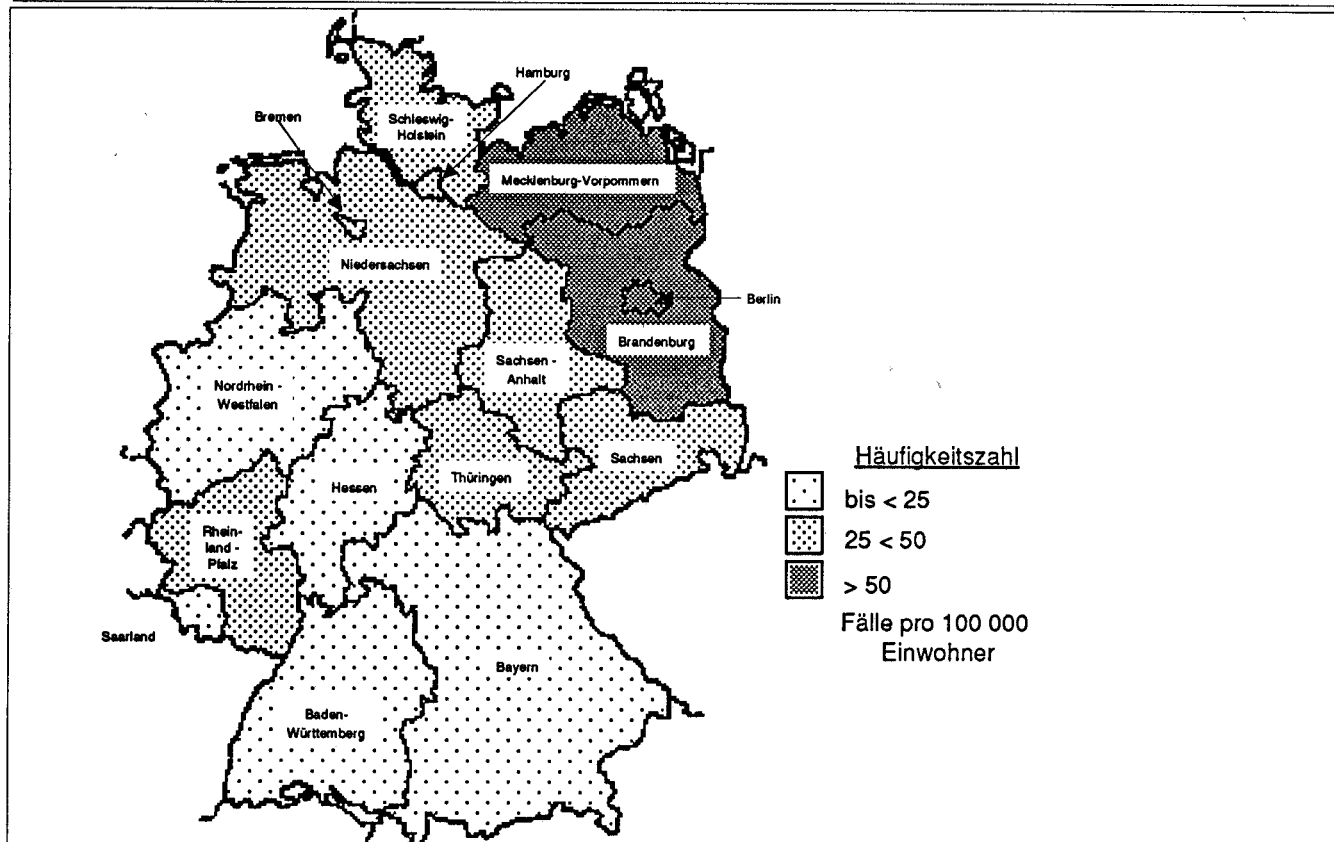 Hamburg
Bremen
Schleswig-
Holstein
Mecklenburg-Vorpommern
Niedersachsen
Berlin
Brandenburg
Sachsen -
Anhalt
Nordrhein -
Westfalen
Sachsen
Thüringen
Hessen
Rhein-
land -
Pfalz
Saarland
Bayern
Baden-
Württemberg
Häufigkeitszahl
bis < 25
25 < 50
> 50
Fälle pro 100 000
Einwohner